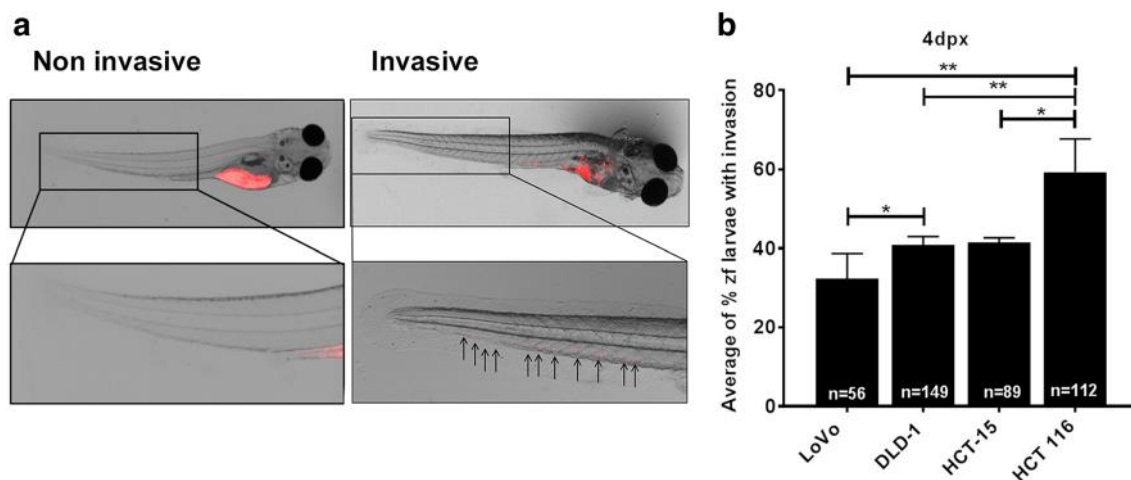 a
Non invasive
Invasive
b
4dpx
**
**
*
*
Average of % zf larvae with invasion
80
60
40
20
0
n=56
n=149
n=89
n=112
LoVo
DLD-1
HCT-15
HCT 116